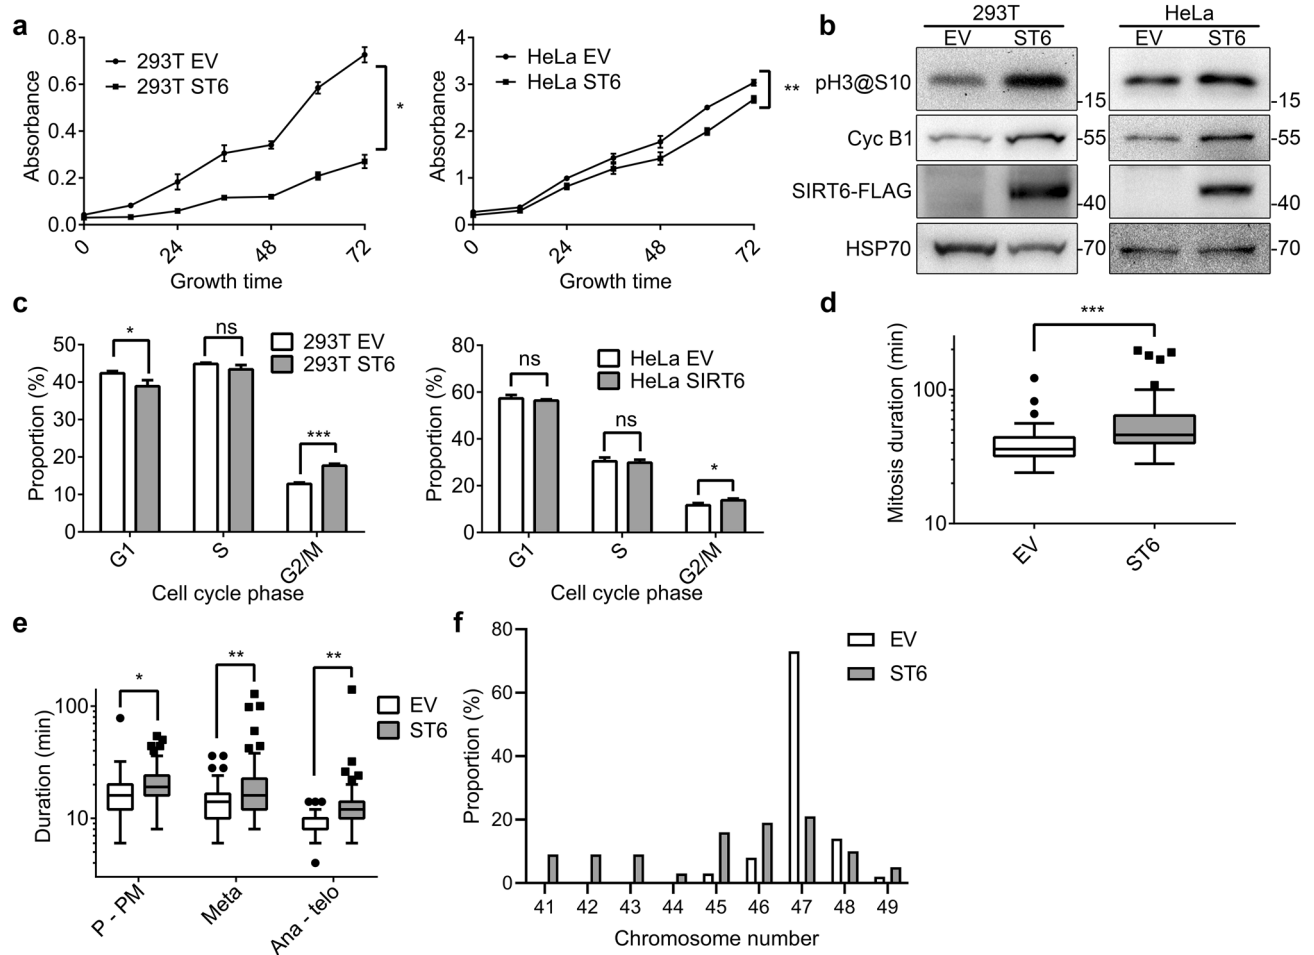 a
0.8
0.6
0.4
0.2
0.0
Absorbance
293T EV
293T ST6
*
0
24
48
72
Growth time
4
3
2
1
0
Absorbance
HeLa EV
HeLa ST6
**
0
24
48
72
Growth time
b
293T
HeLa
EV ST6 EV ST6
pH3@S10
-15
-15
Cyc B1
-55
-55
SIRT6-FLAG
-40
-40
HSP70
-70
-70
c
50
40
30
20
10
0
Proportion (%)
*
ns
***
293T EV
293T ST6
G1
S
G2/M
Cell cycle phase
80
60
40
20
0
Proportion (%)
ns
ns
*
HeLa EV
HeLa SIRT6
G1
S
G2/M
Cell cycle phase
d
Mitosis duration (min)
100
10
***
EV
ST6
e
Duration (min)
100
10
*
**
**
EV
ST6
P - PM
Meta
Ana - telo
f
80
60
40
20
0
Proportion (%)
EV
ST6
41 42 43 44 45 46 47 48 49
Chromosome number